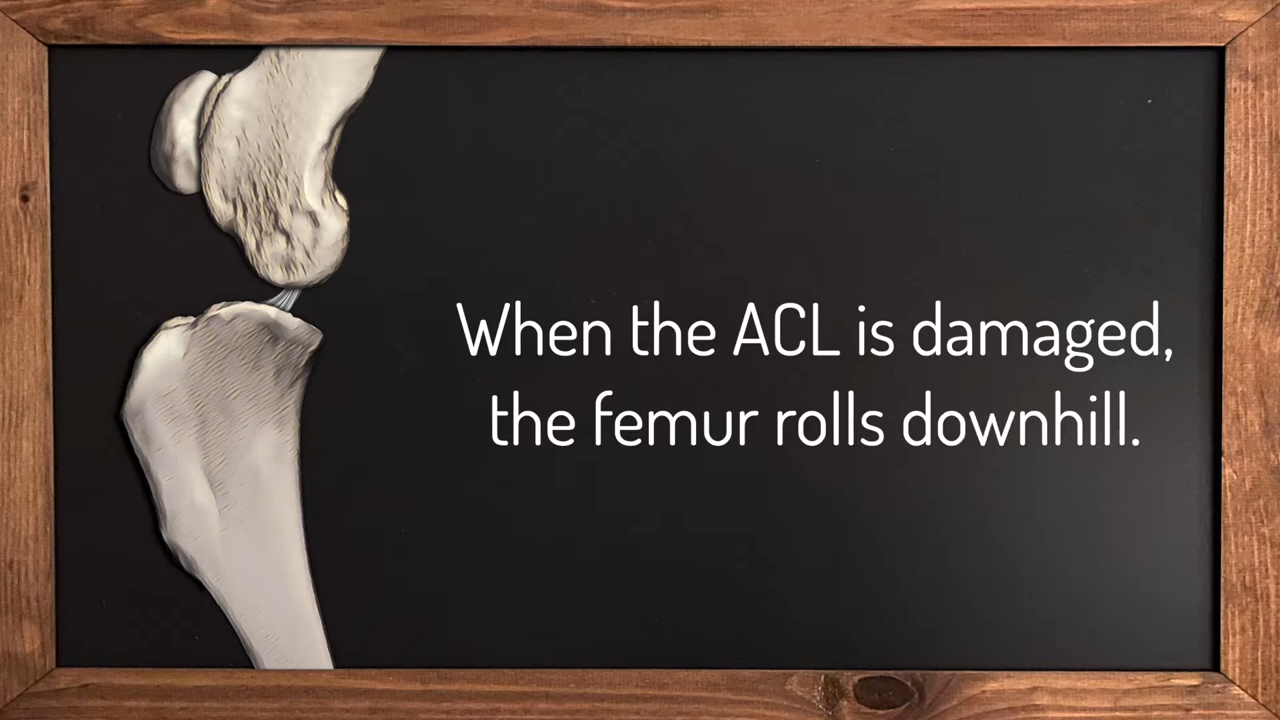 When the ACL is damaged,
the femur rolls downhill.